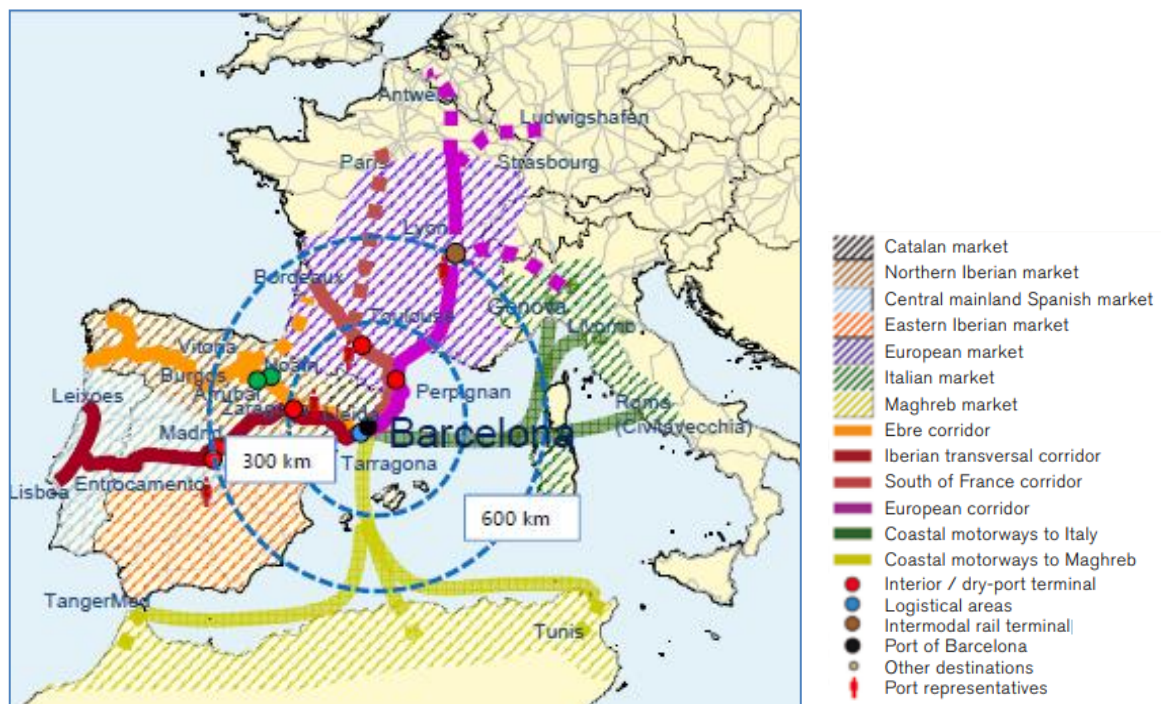 Antwer
Ludwigshafen
Paris
Strasbourg
Lyon
Bordeaux
Genova
Toulouse
Livorno
Vitoria
Noain
Burgos
Perpignan
Arrubal
Leixoes
Zarag
Lleida
Roma
(Civitavecchia)
Barcelona
Madrid
300 km
Tarragona
Entrocamento
Lisboa
600 km
TangerMed
Tunis
Catalan market
Northern Iberian market
Central mainland Spanish market
Eastern Iberian market
European market
Italian market
Maghreb market
Ebre corridor
Iberian transversal corridor
South of France corridor
European corridor
Coastal motorways to Italy
Coastal motorways to Maghreb
Interior / dry-port terminal
Logistical areas
Intermodal rail terminal
Port of Barcelona
Other destinations
Port representatives